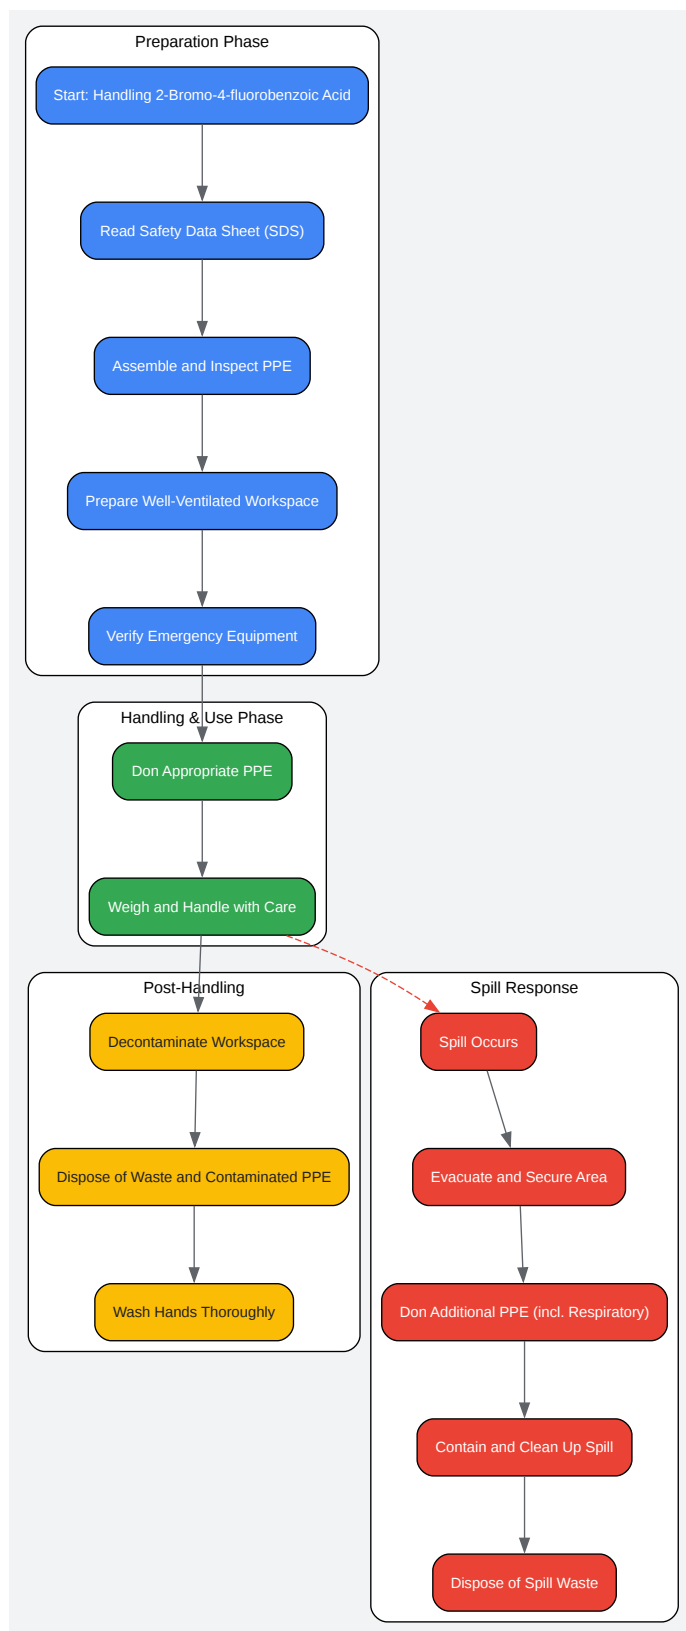 Preparation Phase
Start: Handling 2-Bromo-4-fluorobenzoic Acid
Read Safety Data Sheet (SDS)
Assemble and Inspect PPE
Prepare Well-Ventilated Workspace
Verify Emergency Equipment
Handling & Use Phase
Don Appropriate PPE
Weigh and Handle with Care
Post-Handling
Decontaminate Workspace
Dispose of Waste and Contaminated PPE
Wash Hands Thoroughly
Spill Response
Spill Occurs
Evacuate and Secure Area
Don Additional PPE (incl. Respiratory)
Contain and Clean Up Spill
Dispose of Spill Waste